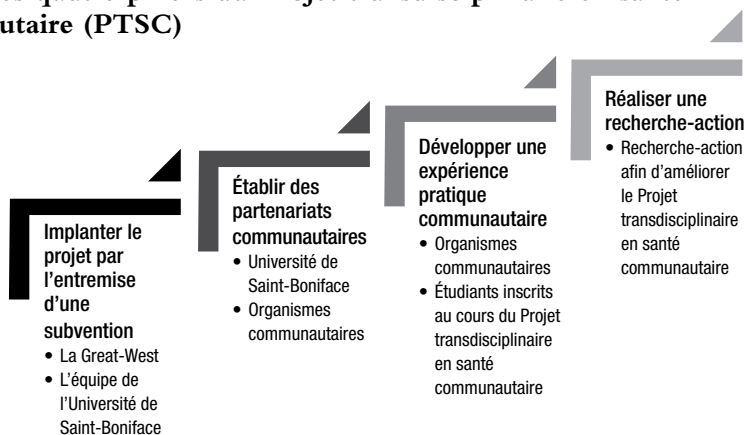 utaire (PTSC)
Implanter le
projet par
l'entremise
d'une
subvention
• La Great-West
• L'équipe de
l'Université de
Saint-Boniface
Établir des
partenariats
communautaires
• Université de
Saint-Boniface
• Organismes
communautaires
Développer une
expérience
pratique
communautaire
• Organismes
communautaires
• Étudiants inscrits
au cours du Projet
transdisciplinaire
en santé
communautaire
Réaliser une
recherche-action
• Recherche-action
afin d'améliorer
le Projet
transdisciplinaire
en santé
communautaire